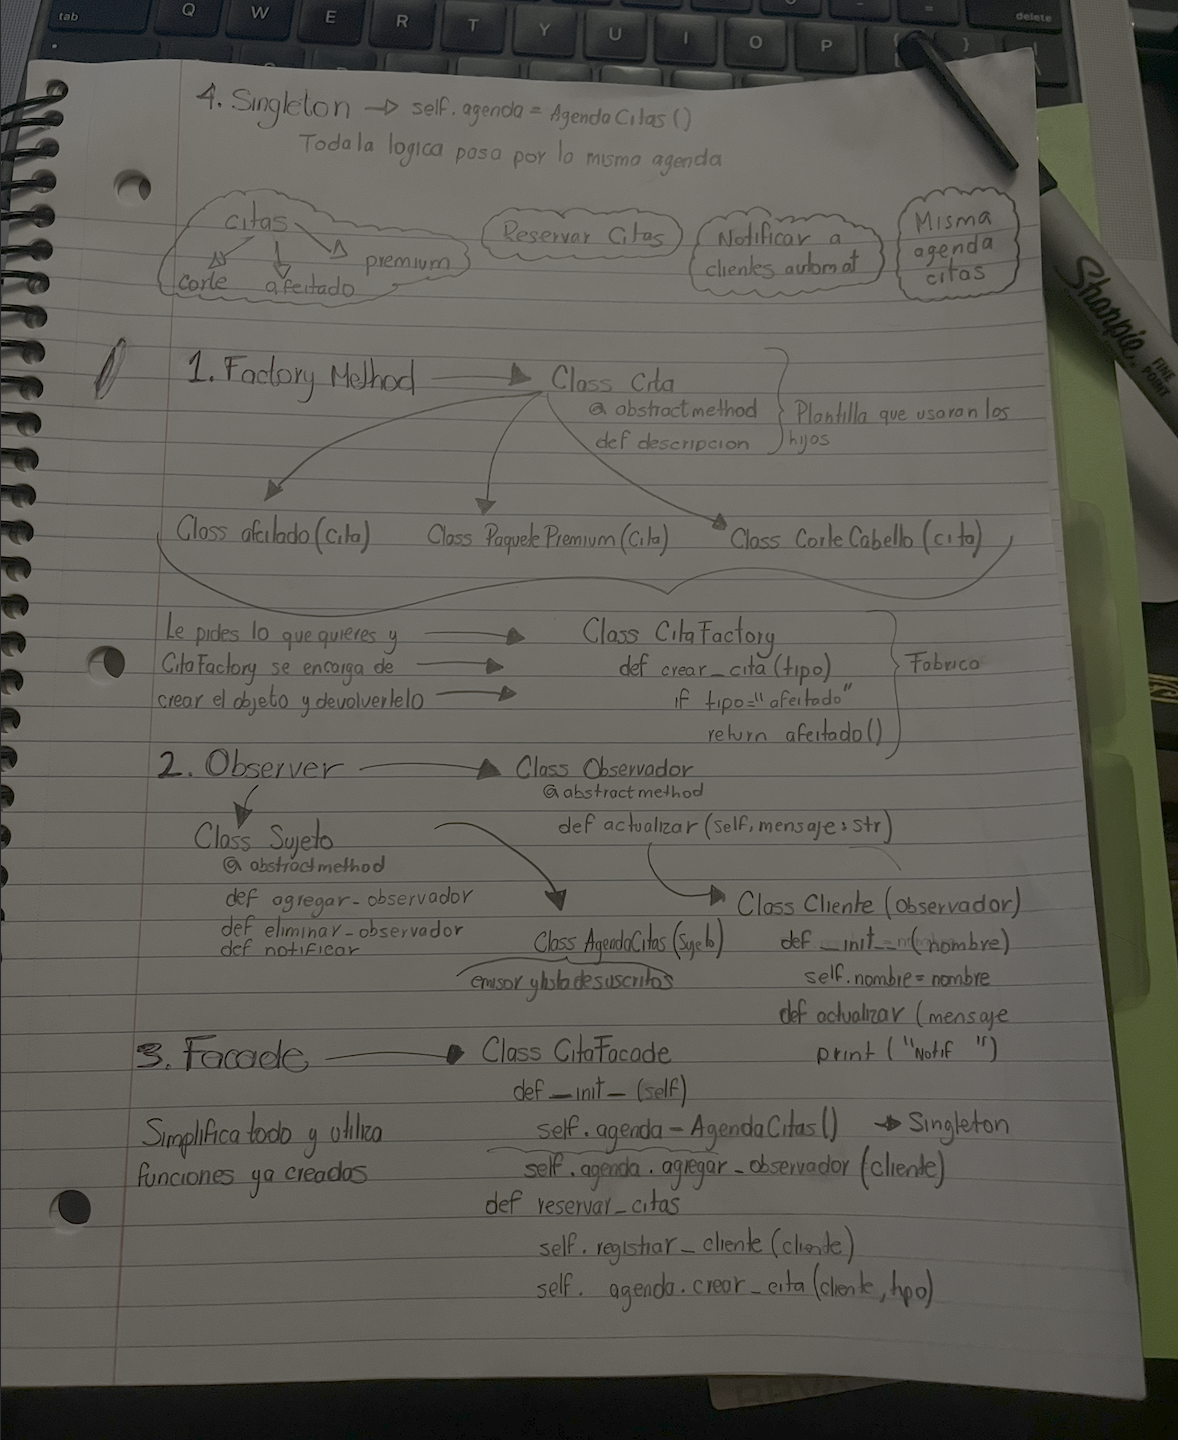 tab
Q W E R T Y U I O P { }
delete
4. Singleton → self.agenda = AgendaCitas()
Toda la logica pasa por la misma agenda
citas
corte afeitado premium
Reservar Citas
Notificar a
clientes automat
Misma
agenda
citas
Sharpie.
FINE
POINT
1. Factory Method → Class Cita
@ abstractmethod
def descripcion
Plantilla que usaran los
hijos
Class afeitado (Cita) Class Paquete Premium (Cita) Class Corte Cabello (cita)
Le pides lo que quieres y → Class CitaFactory
CitaFactory se encarga de → def crear_cita (tipo)
crear el objeto y devolvertelo → if tipo="afeitado"
return afeitado()
Fabrica
2. Observer → Class Observador
@ abstractmethod
def actualizar (self, mensaje: str)
Class Sujeto
@ abstractmethod
def agregar-observador
def eliminar-observador
def notificar
Class AgendaCitas (Sujeto)
emisor y lista de suscritos
Class Cliente (observador)
def __init__ (nombre)
self.nombre = nombre
def actualizar (mensaje
print ("Notif ")
3. Facade → Class CitaFacade
def _init_ (self)
Simplifica todo y utiliza
funciones ya creadas
self.agenda = AgendaCitas() → Singleton
self.agenda.agregar_observador (cliente)
def reservar_citas
self.registrar_cliente (cliente)
self. agenda.crear_cita (cliente, tipo)